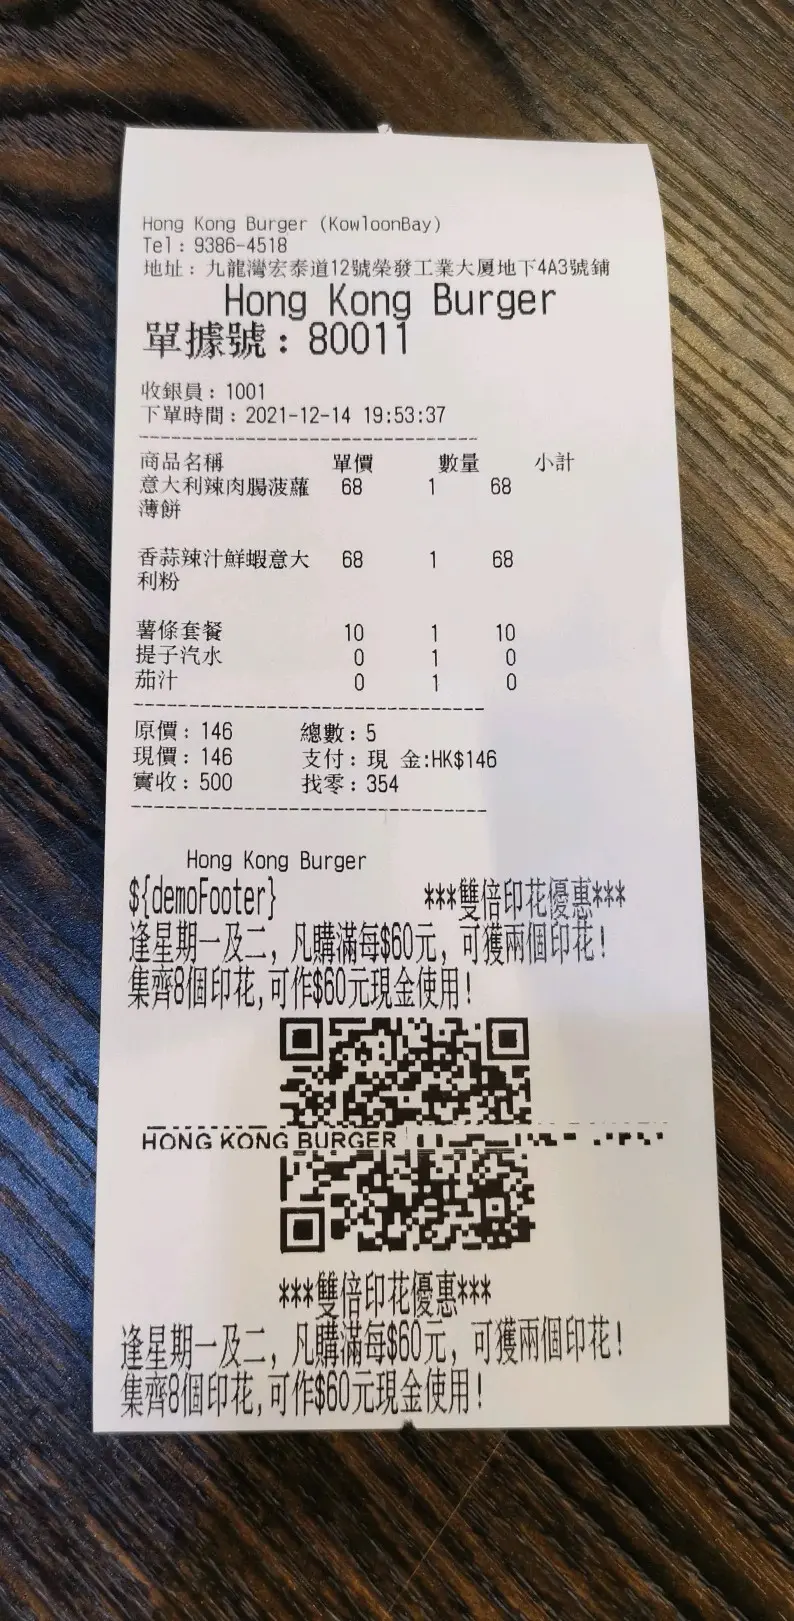 Hong Kong Burger (KowloonBay)
Tel：9386-4518
地址：九龍灣宏泰道12號榮發工業大厦地下4A3號鋪
Hong Kong Burger
單據號：80011
收銀員：1001
下單時間：2021-12-14 19:53:37
商品名稱 單價 數量 小計
意大利辣肉腸菠蘿 68 1 68
薄餅
香蒜辣汁鮮蝦意大 68 1 68
利粉
薯條套餐 10 1 10
提子汽水 0 1 0
茄汁 0 1 0
原價：146 總數：5
現價：146 支付：現 金:HK$146
實收：500 找零：354
Hong Kong Burger
${demoFooter} ***雙倍印花優惠***
逢星期一及二，凡購滿每$60元，可獲兩個印花！
集齊8個印花,可作$60元現金使用！
HONG KONG BURGER
***雙倍印花優惠***
逢星期一及二，凡購滿每$60元，可獲兩個印花！
集齊8個印花,可作$60元現金使用！